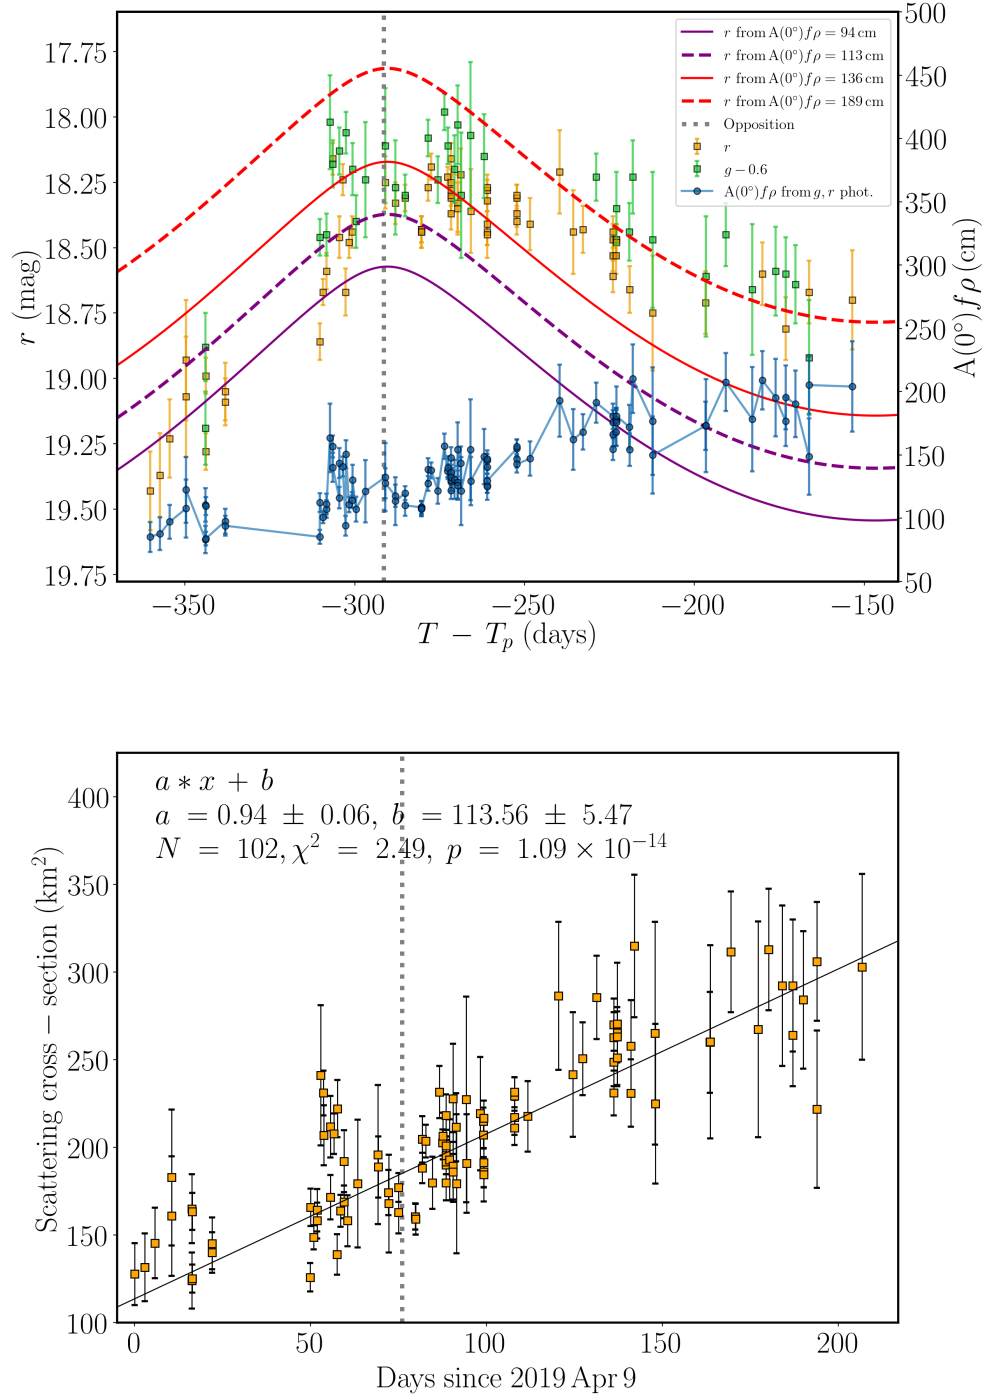 r from A(0°)fρ = 94 cm
r from A(0°)fρ = 113 cm
r from A(0°)fρ = 136 cm
r from A(0°)fρ = 189 cm
Opposition
r
g − 0.6
A(0°)fρ from g, r phot.
r (mag)
17.75
18.00
18.25
18.50
18.75
19.00
19.25
19.50
19.75
500
450
400
350
300
250
200
150
100
50
A(0°)fρ (cm)
−350
−300
−250
−200
−150
T − Tₚ (days)
a ∗ x + b
a = 0.94 ± 0.06, b = 113.56 ± 5.47
N = 102, χ² = 2.49, p = 1.09 × 10⁻¹⁴
Scattering cross − section (km²)
400
350
300
250
200
150
100
0
50
100
150
200
Days since 2019 Apr 9